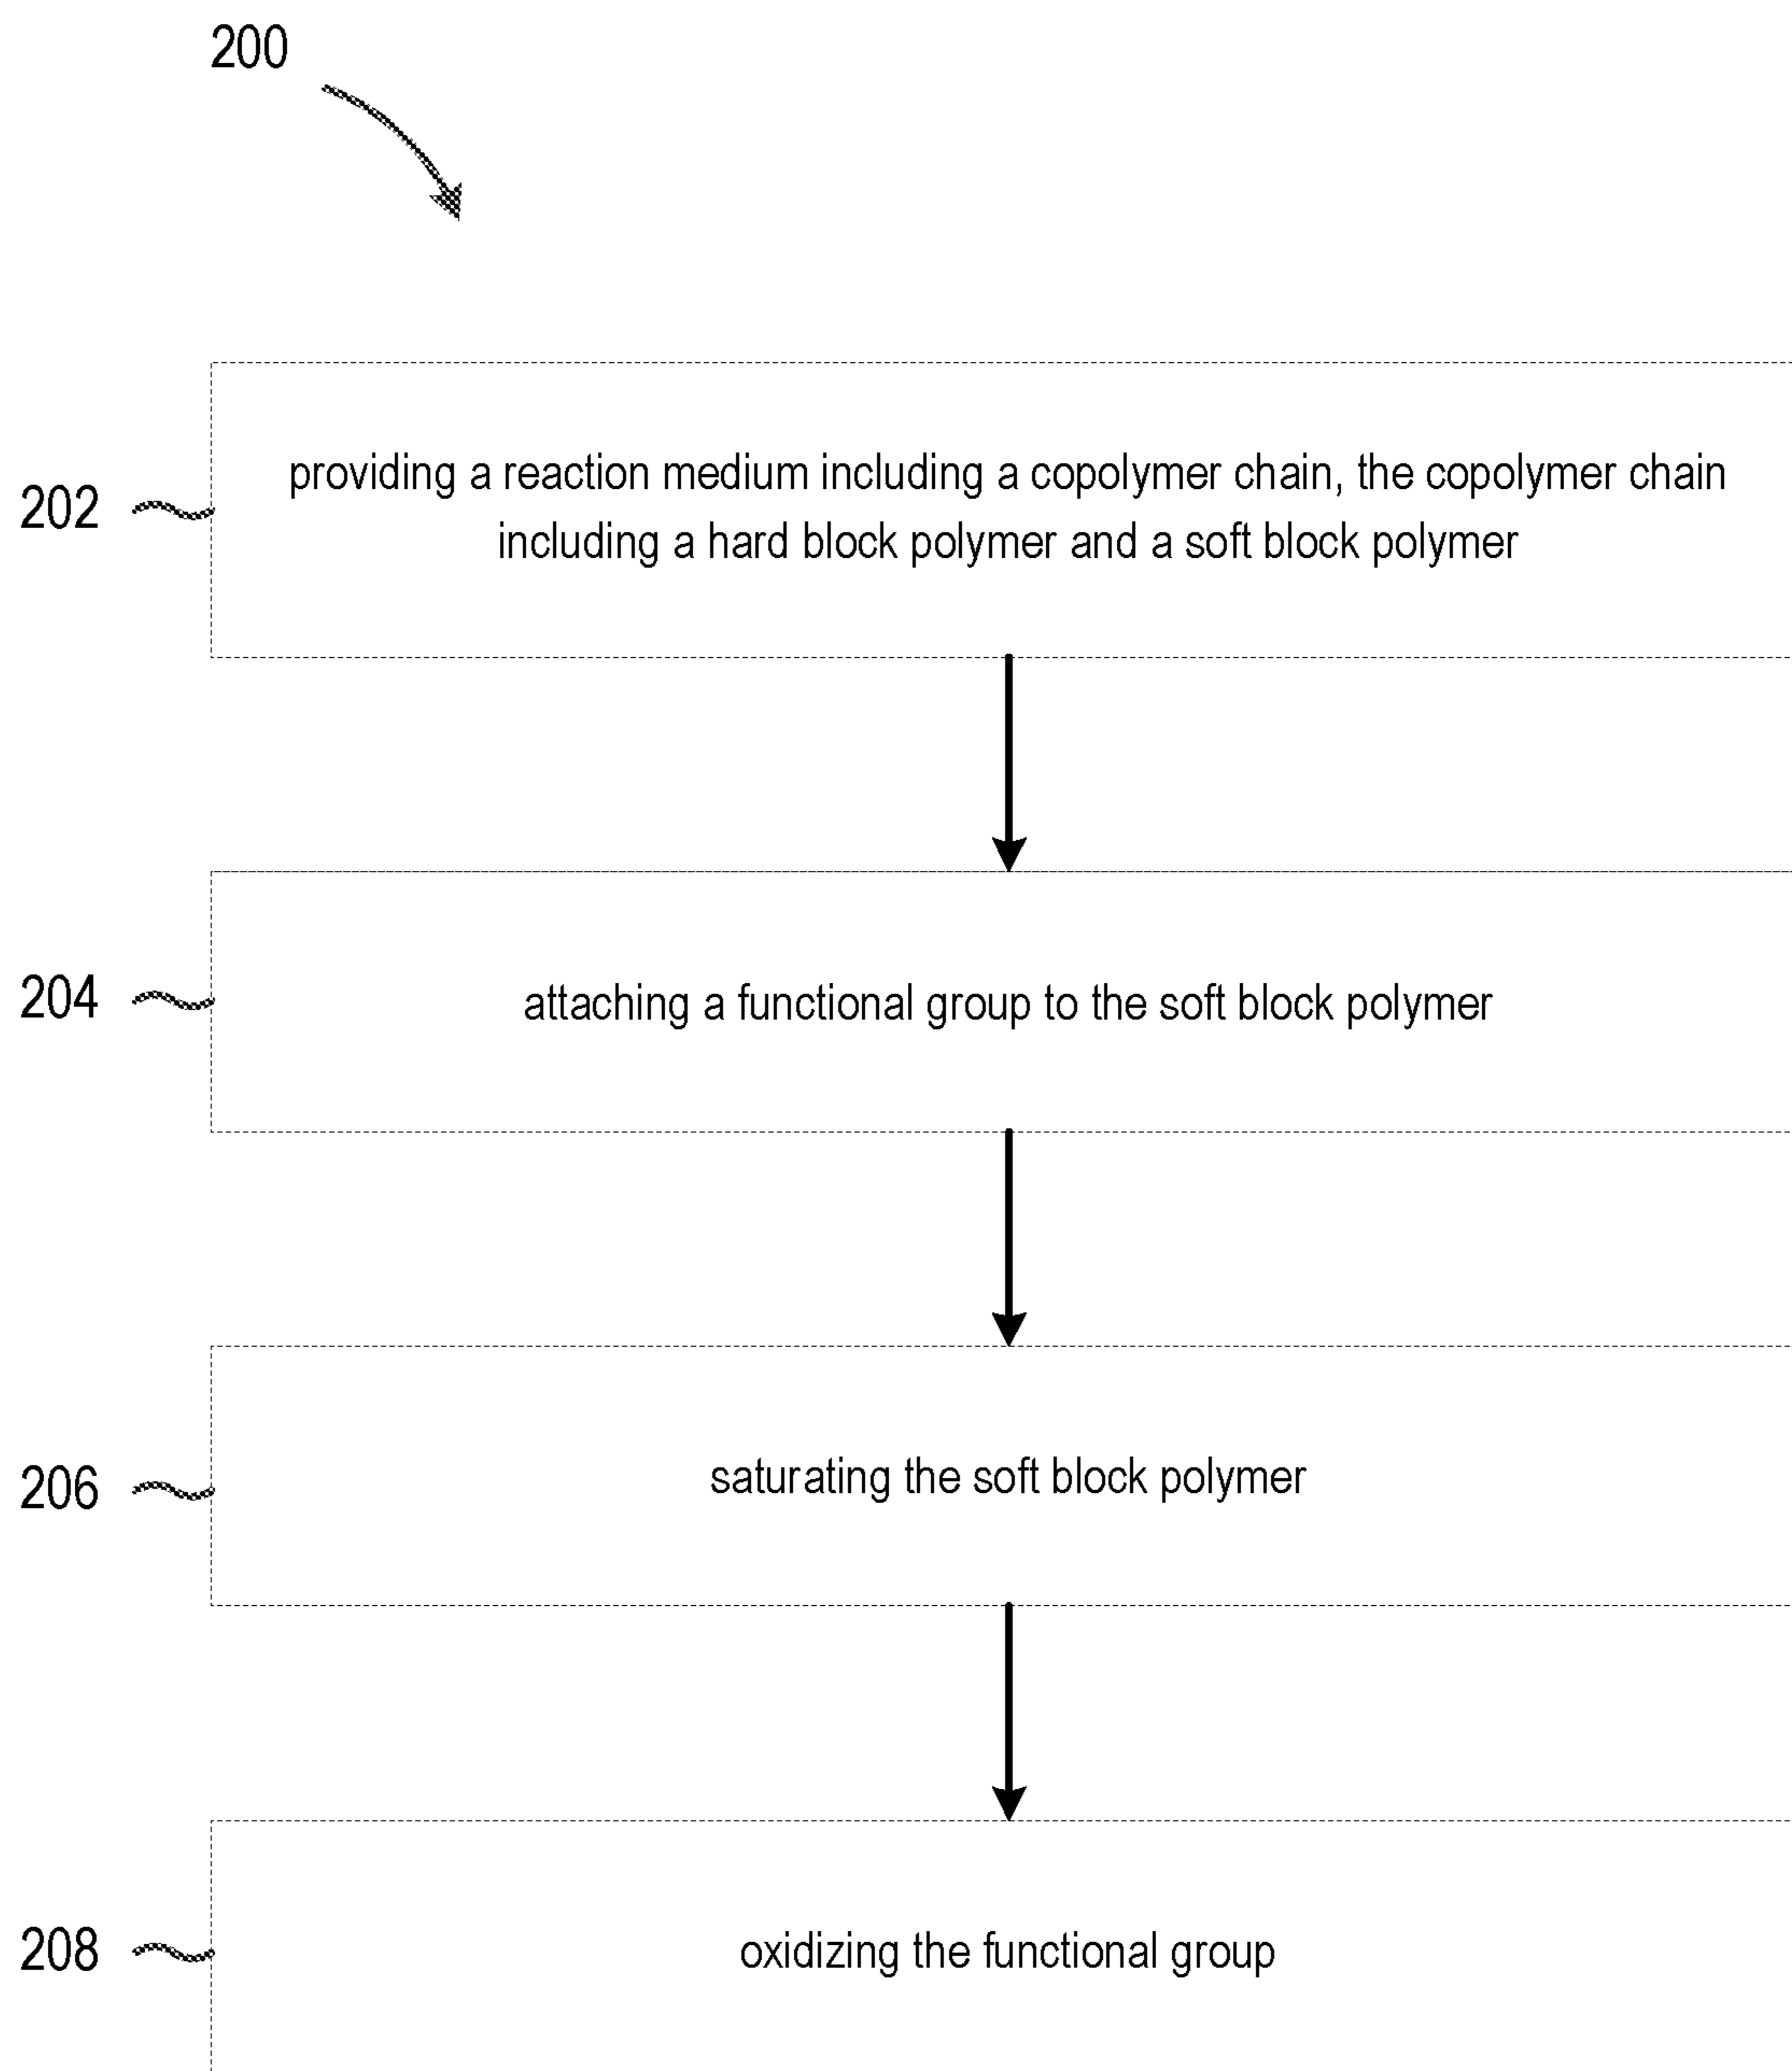 200
202
providing a reaction medium including a copolymer chain, the copolymer chain
including a hard block polymer and a soft block polymer
204
attaching a functional group to the soft block polymer
206
saturating the soft block polymer
208
oxidizing the functional group